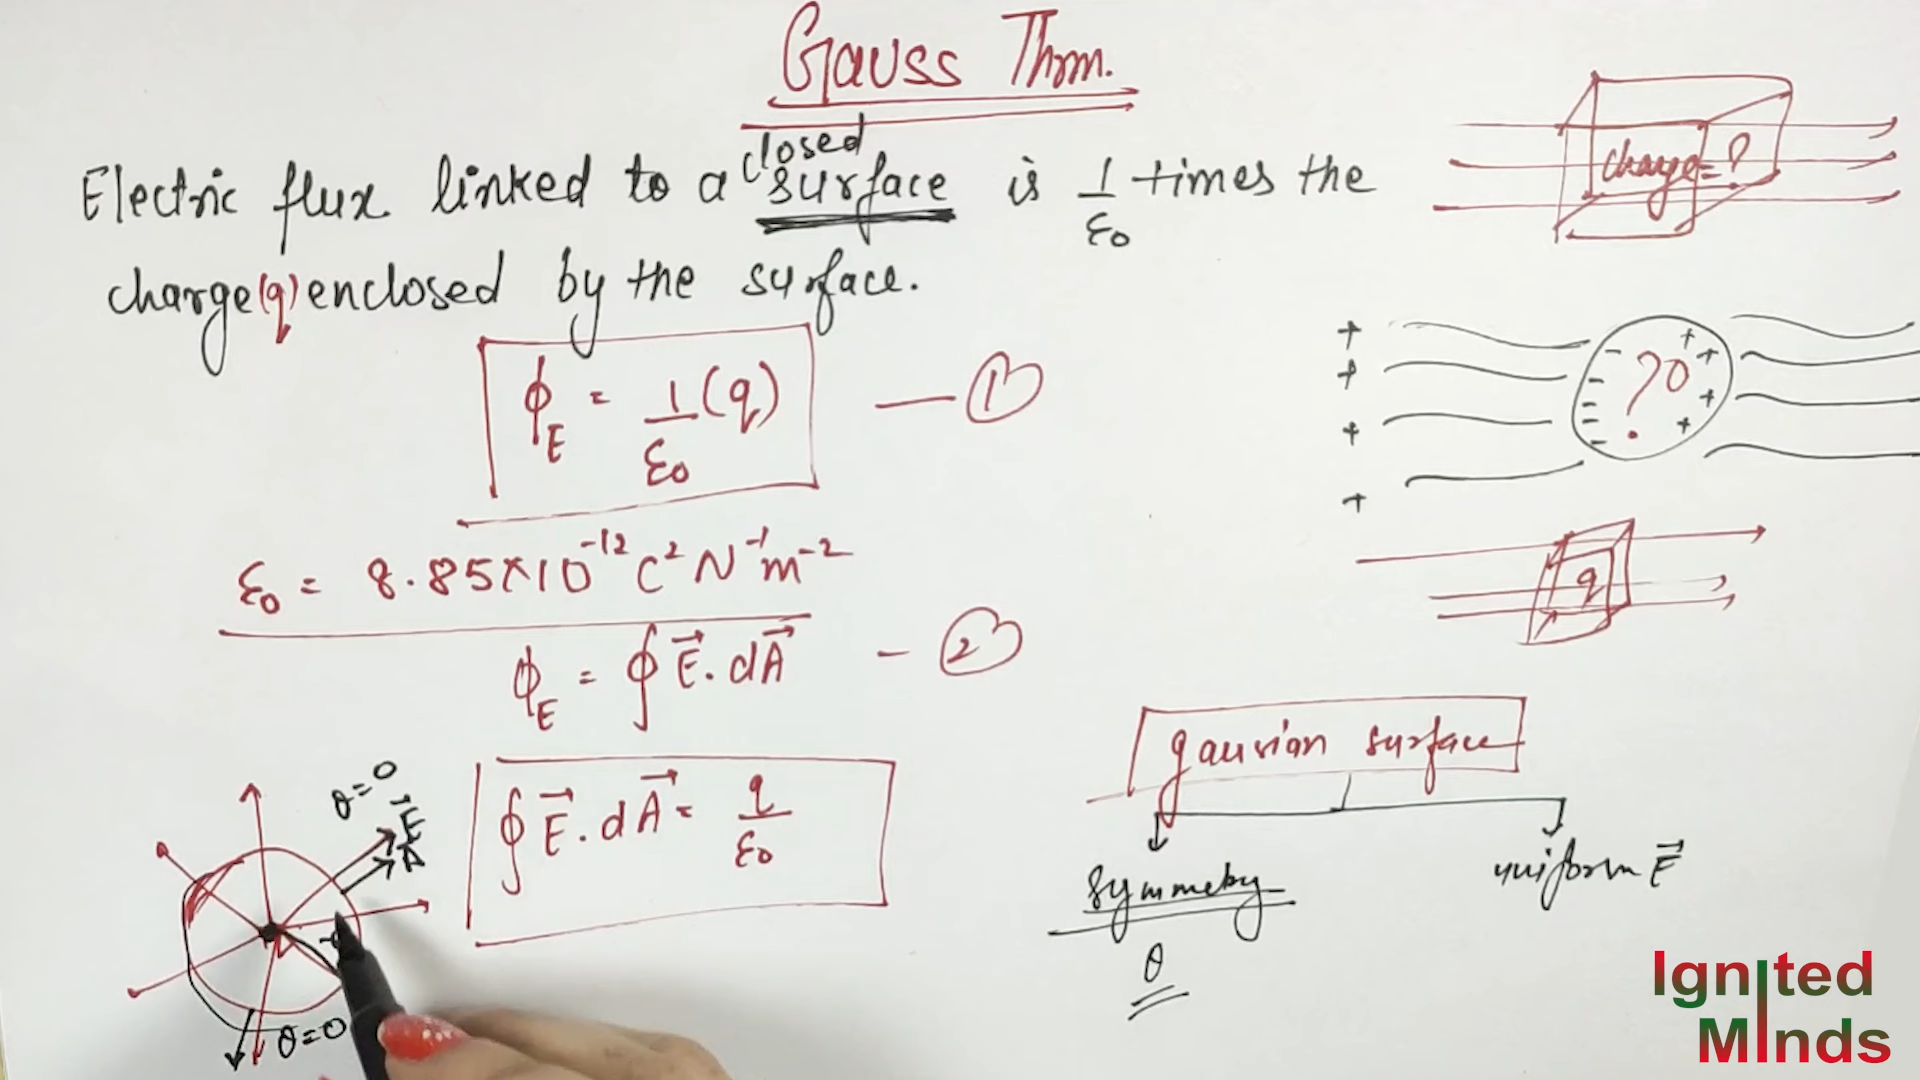 Gauss Thm.
Electric flux linked to a closed surface is 1/ε0 times the
charge (q) enclosed by the surface.
charge = ?
ϕE = 1/ε0 (q) — 1
- - - - - + + + + + ? 0
+ + + +
ε0 = 8.85×10⁻¹² C² N⁻¹ m⁻²
q
ϕE = ∮ E⃗ . dA⃗ — 2
gaussian surface
θ=0
E⃗
A
∮ E⃗ . dA⃗ = q/ε0
symmetry
uniform E⃗
θ
θ=0
Ignited
Minds